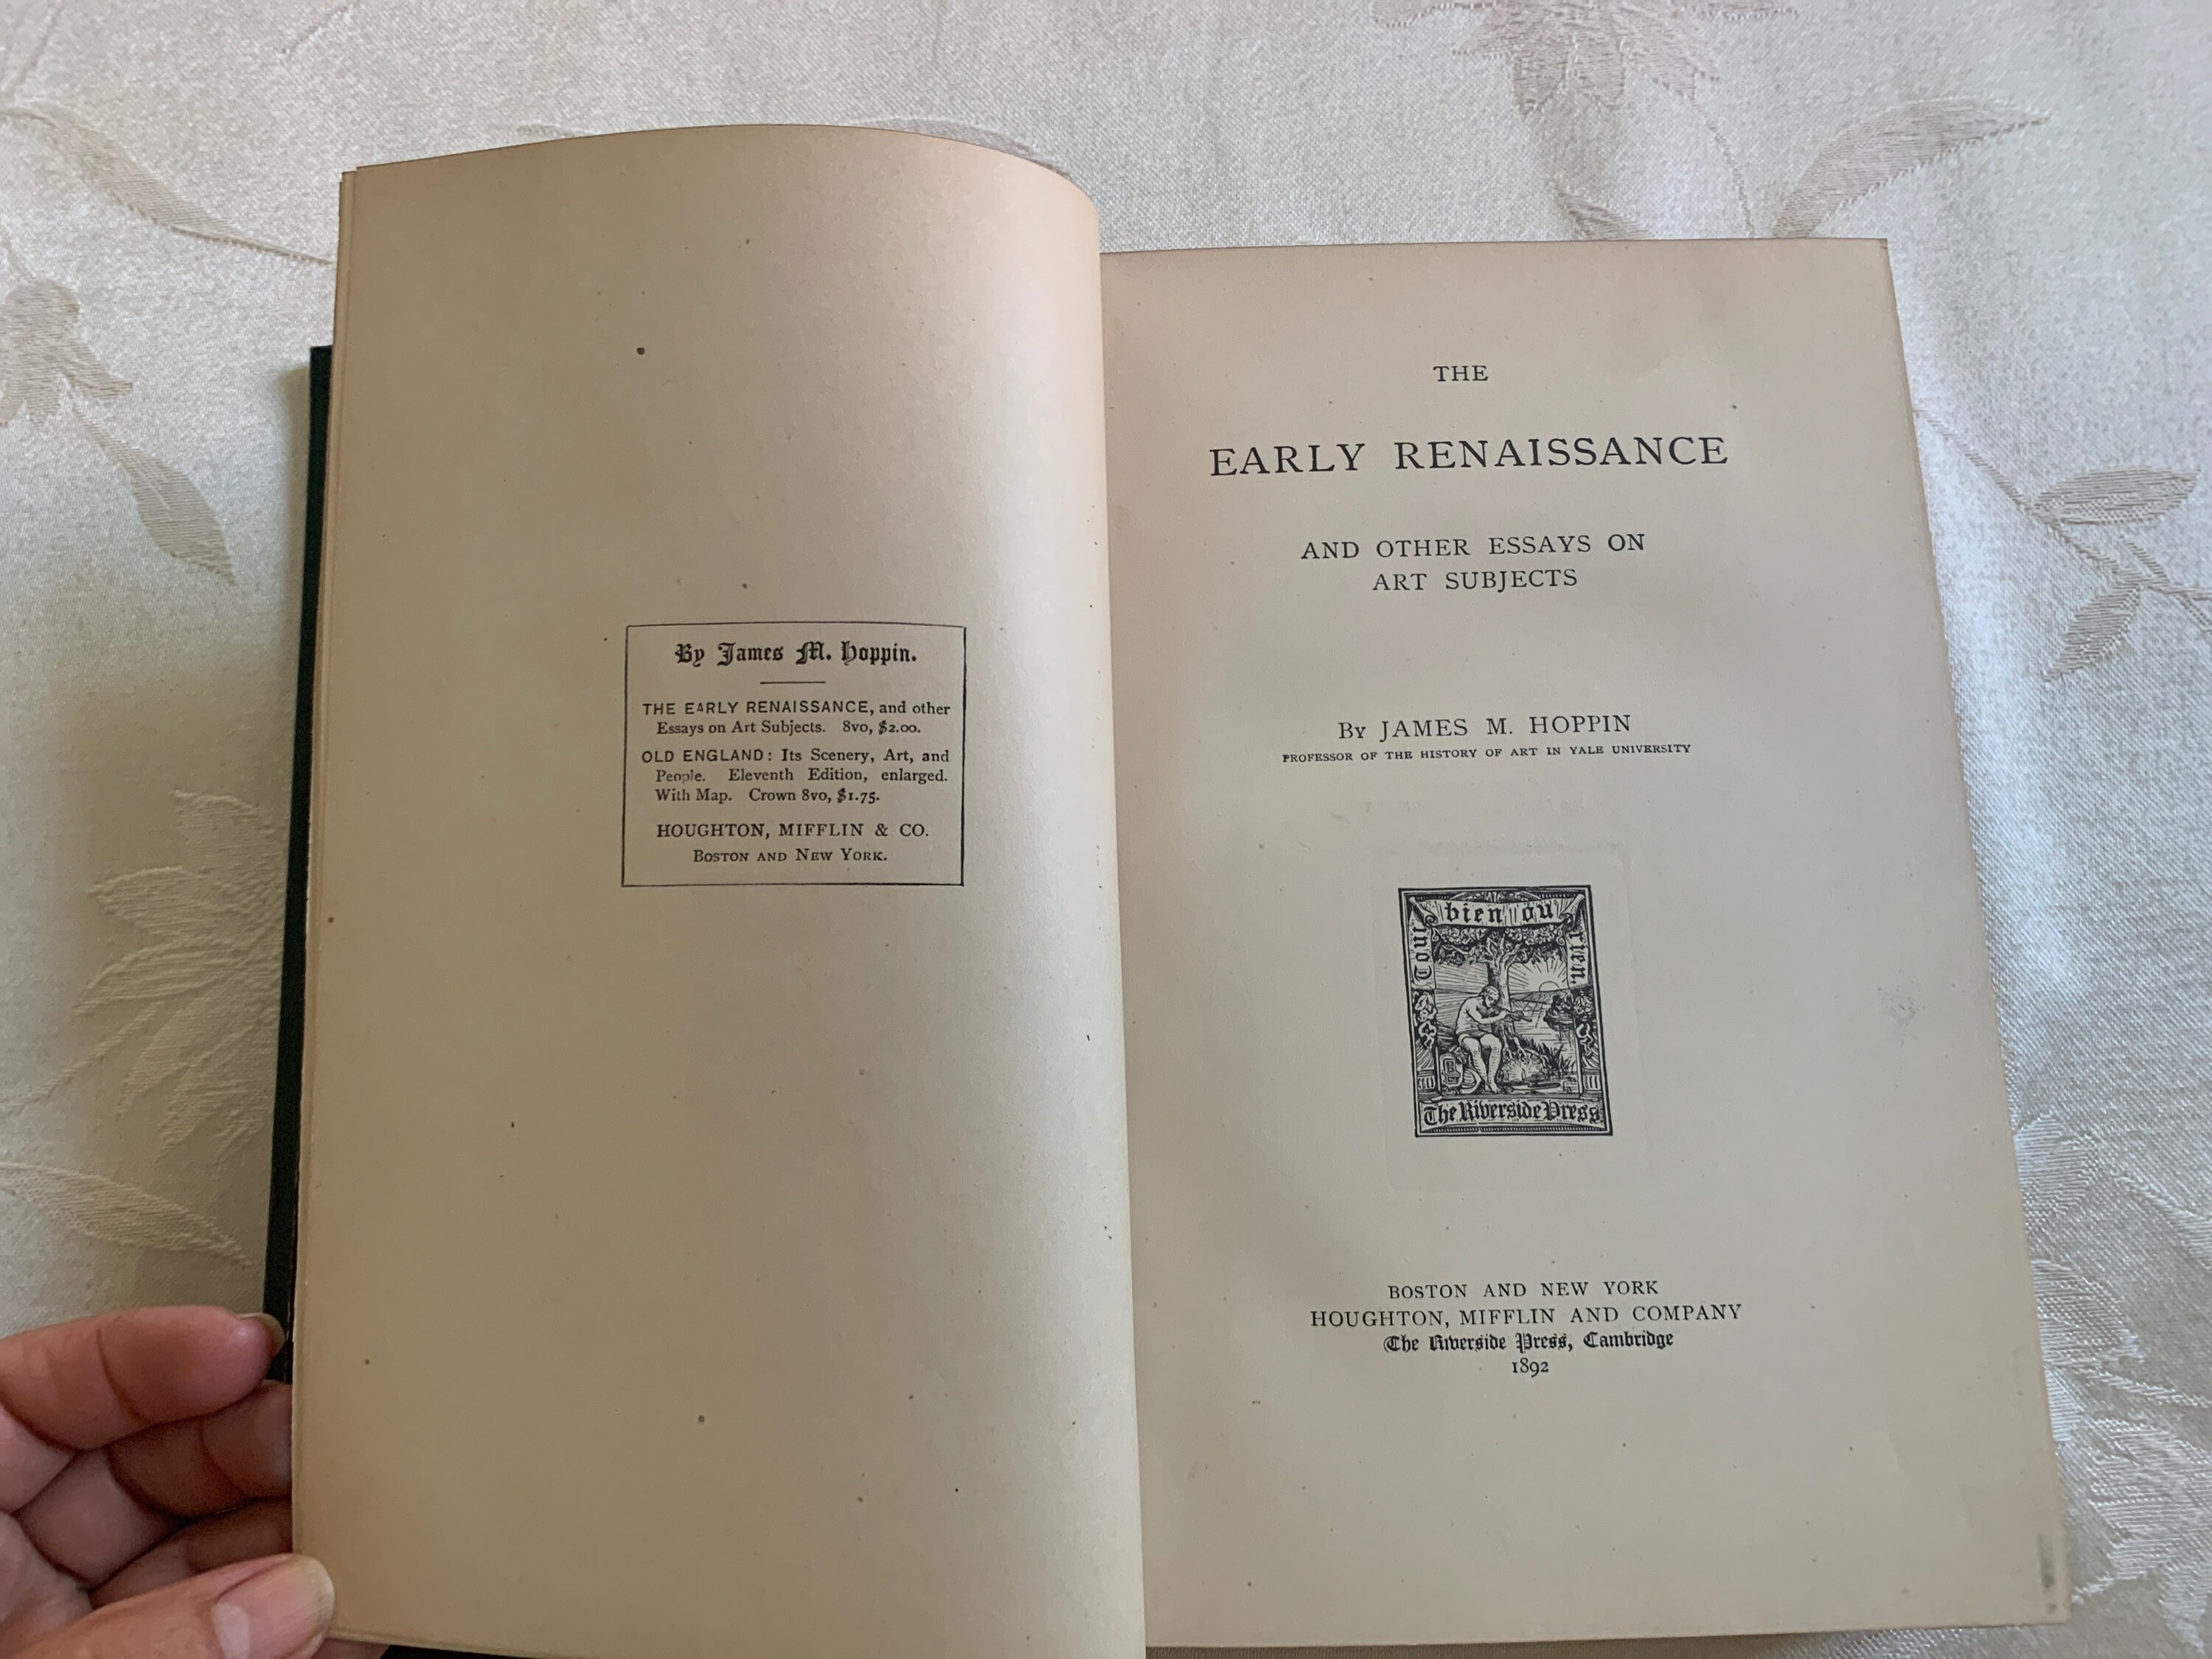 By James M. Hoppin.
THE EARLY RENAISSANCE, and other
Essays on Art Subjects. 8vo, $2.00.
OLD ENGLAND: Its Scenery, Art, and
People. Eleventh Edition, enlarged.
With Map. Crown 8vo, $1.75.
HOUGHTON, MIFFLIN & CO.
BOSTON AND NEW YORK.
THE
EARLY RENAISSANCE
AND OTHER ESSAYS ON
ART SUBJECTS
By JAMES M. HOPPIN
PROFESSOR OF THE HISTORY OF ART IN YALE UNIVERSITY
Tout
bien ou
rien.
The Riverside Press
BOSTON AND NEW YORK
HOUGHTON, MIFFLIN AND COMPANY
The Riverside Press, Cambridge
1892